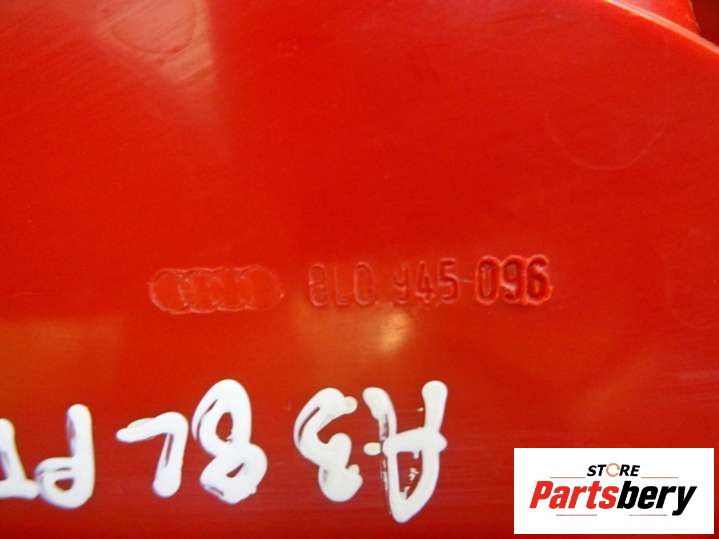 8L0 945 096
A3 8L PT
STORE
Partsbery